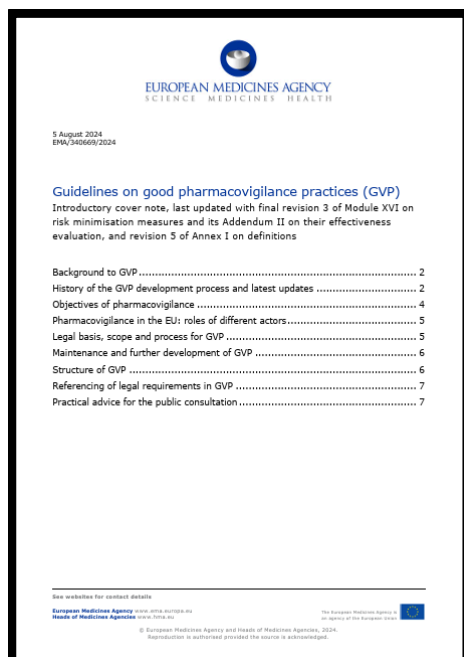 EUROPEAN MEDICINES AGENCY
SCIENCE MEDICINES HEALTH
5 August 2024
EMA/340669/2024
Guidelines on good pharmacovigilance practices (GVP)
Introductory cover note, last updated with final revision 3 of Module XVI on
risk minimisation measures and its Addendum II on their effectiveness
evaluation, and revision 5 of Annex I on definitions
Background to GVP ........................ 2
History of the GVP development process and latest updates ........................ 2
Objectives of pharmacovigilance ........................ 4
Pharmacovigilance in the EU: roles of different actors ........................ 5
Legal basis, scope and process for GVP ........................ 5
Maintenance and further development of GVP ........................ 6
Structure of GVP ........................ 6
Referencing of legal requirements in GVP ........................ 7
Practical advice for the public consultation ........................ 7
See websites for contact details
European Medicines Agency www.ema.europa.eu
Heads of Medicines Agencies www.hma.eu
The European Medicines Agency is
an agency of the European Union
© European Medicines Agency and Heads of Medicines Agencies, 2024.
Reproduction is authorised provided the source is acknowledged.